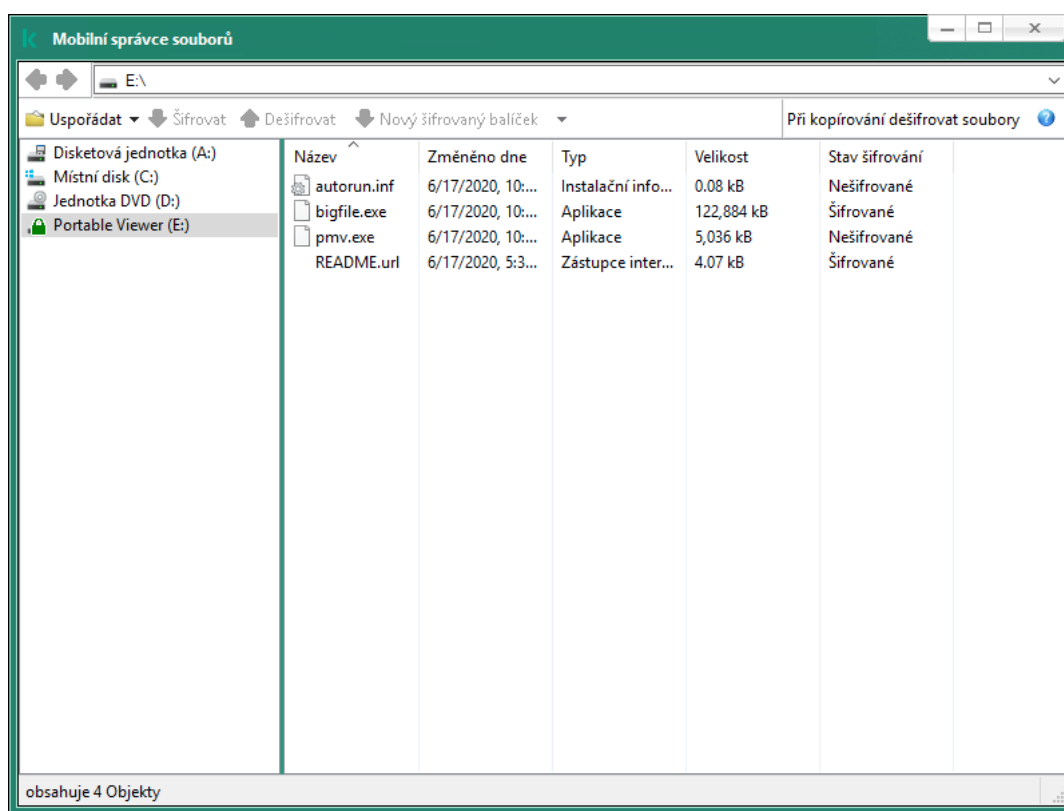 Mobilní správce souborů
E:\
Uspořádat Šifrovat Dešifrovat Nový šifrovaný balíček Při kopírování dešifrovat soubory
Disketová jednotka (A:)
Místní disk (C:)
Jednotka DVD (D:)
Portable Viewer (E:)
Název Změněno dne Typ Velikost Stav šifrování
autorun.inf 6/17/2020, 10:... Instalační info... 0.08 kB Nešifrované
bigfile.exe 6/17/2020, 10:... Aplikace 122,884 kB Šifrované
pmv.exe 6/17/2020, 10:... Aplikace 5,036 kB Nešifrované
README.url 6/17/2020, 5:3... Zástupce inter... 4.07 kB Šifrované
obsahuje 4 Objekty